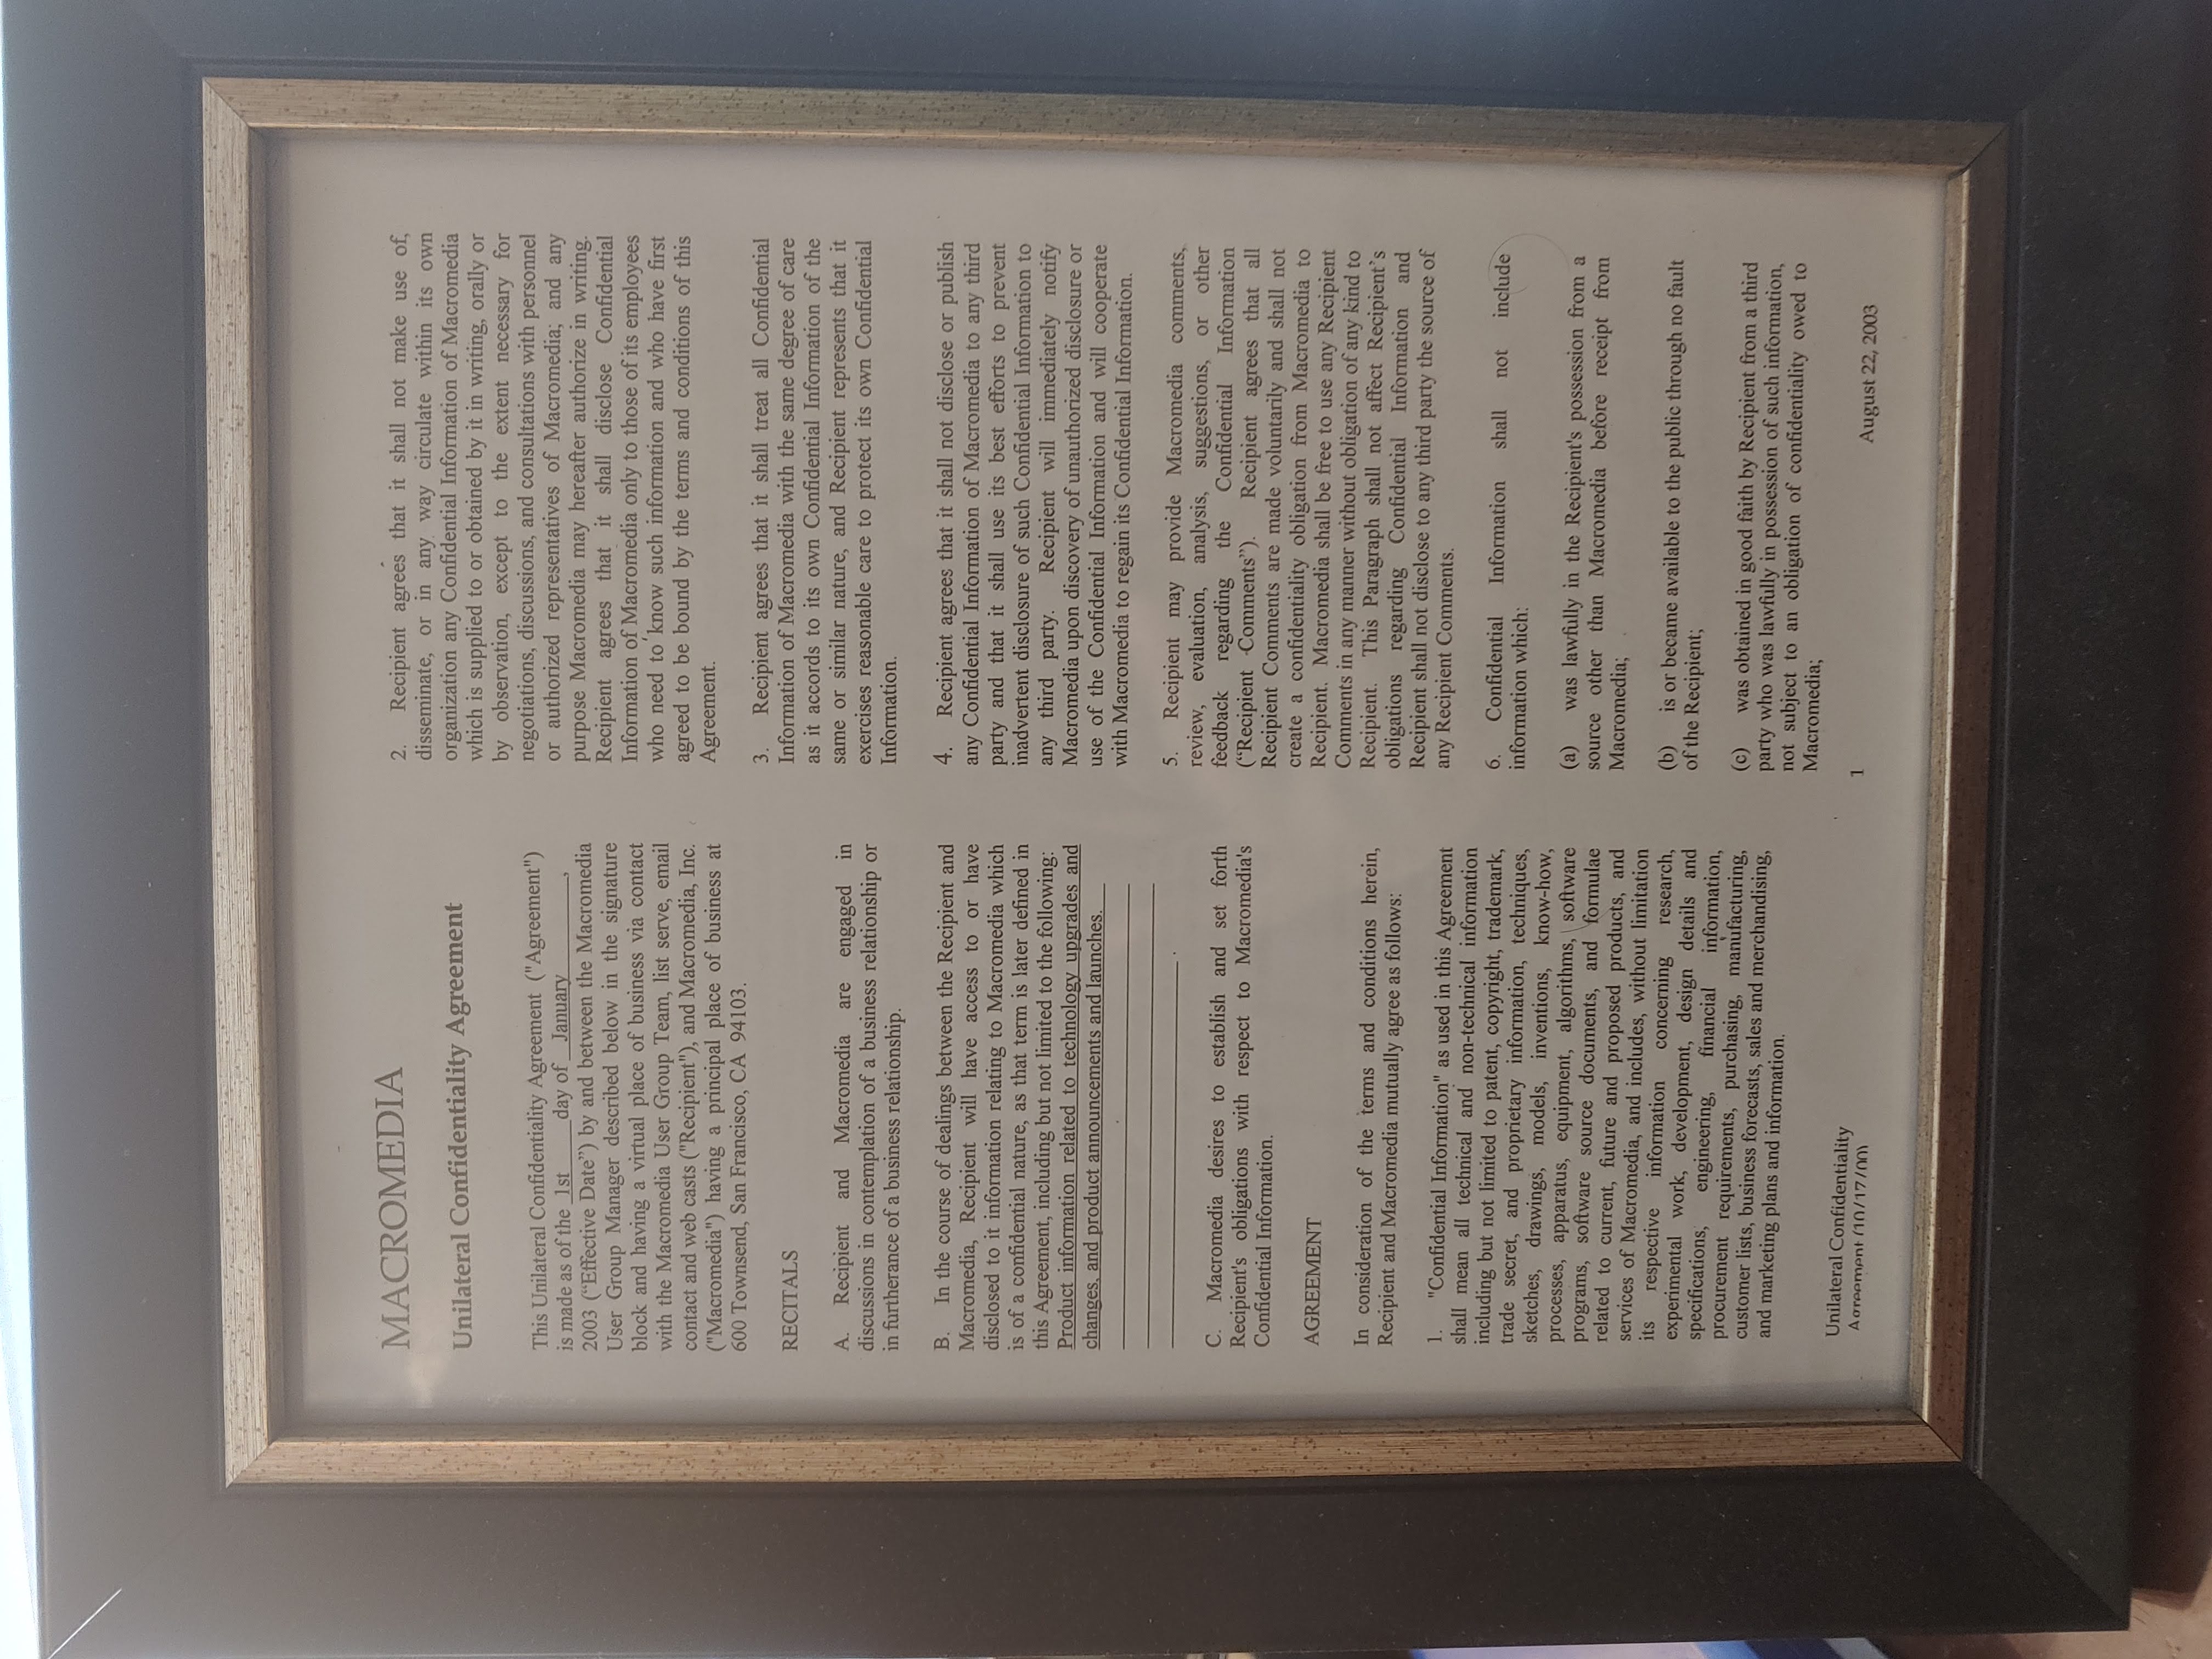 MACROMEDIA
Unilateral Confidentiality Agreement
This Unilateral Confidentiality Agreement ("Agreement")
is made as of the 1st day of January,
2003 (“Effective Date”) by and between the Macromedia
User Group Manager described below in the signature
block and having a virtual place of business via contact
with the Macromedia User Group Team, list serve, email
contact and web casts ("Recipient"), and Macromedia, Inc.
("Macromedia") having a principal place of business at
600 Townsend, San Francisco, CA 94103.
RECITALS
A. Recipient and Macromedia are engaged in
discussions in contemplation of a business relationship or
in furtherance of a business relationship.
B. In the course of dealings between the Recipient and
Macromedia, Recipient will have access to or have
disclosed to it information relating to Macromedia which
is of a confidential nature, as that term is later defined in
this Agreement, including but not limited to the following:
Product information related to technology upgrades and
changes, and product announcements and launches.
.
C. Macromedia desires to establish and set forth
Recipient's obligations with respect to Macromedia's
Confidential Information.
AGREEMENT
In consideration of the terms and conditions herein,
Recipient and Macromedia mutually agree as follows:
1. "Confidential Information" as used in this Agreement
shall mean all technical and non-technical information
including but not limited to patent, copyright, trademark,
trade secret, and proprietary information, techniques,
sketches, drawings, models, inventions, know-how,
processes, apparatus, equipment, algorithms, software
programs, software source documents, and formulae
related to current, future and proposed products, and
services of Macromedia, and includes, without limitation
its respective information concerning research,
experimental work, development, design details and
specifications, engineering, financial information,
procurement requirements, purchasing, manufacturing,
customer lists, business forecasts, sales and merchandising,
and marketing plans and information.
2. Recipient agrees that it shall not make use of,
disseminate, or in any way circulate within its own
organization any Confidential Information of Macromedia
which is supplied to or obtained by it in writing, orally or
by observation, except to the extent necessary for
negotiations, discussions, and consultations with personnel
or authorized representatives of Macromedia; and any
purpose Macromedia may hereafter authorize in writing.
Recipient agrees that it shall disclose Confidential
Information of Macromedia only to those of its employees
who need to know such information and who have first
agreed to be bound by the terms and conditions of this
Agreement.
3. Recipient agrees that it shall treat all Confidential
Information of Macromedia with the same degree of care
as it accords to its own Confidential Information of the
same or similar nature, and Recipient represents that it
exercises reasonable care to protect its own Confidential
Information.
4. Recipient agrees that it shall not disclose or publish
any Confidential Information of Macromedia to any third
party and that it shall use its best efforts to prevent
inadvertent disclosure of such Confidential Information to
any third party. Recipient will immediately notify
Macromedia upon discovery of unauthorized disclosure or
use of the Confidential Information and will cooperate
with Macromedia to regain its Confidential Information.
5. Recipient may provide Macromedia comments,
review, evaluation, analysis, suggestions, or other
feedback regarding the Confidential Information
(“Recipient Comments”). Recipient agrees that all
Recipient Comments are made voluntarily and shall not
create a confidentiality obligation from Macromedia to
Recipient. Macromedia shall be free to use any Recipient
Comments in any manner without obligation of any kind to
Recipient. This Paragraph shall not affect Recipient’s
obligations regarding Confidential Information and
Recipient shall not disclose to any third party the source of
any Recipient Comments.
6. Confidential Information shall not include
information which:
(a) was lawfully in the Recipient's possession from a
source other than Macromedia before receipt from
Macromedia;
(b) is or became available to the public through no fault
of the Recipient;
(c) was obtained in good faith by Recipient from a third
party who was lawfully in possession of such information,
not subject to an obligation of confidentiality owed to
Macromedia;
Unilateral Confidentiality
Agreement (10/17/00)
1
August 22, 2003